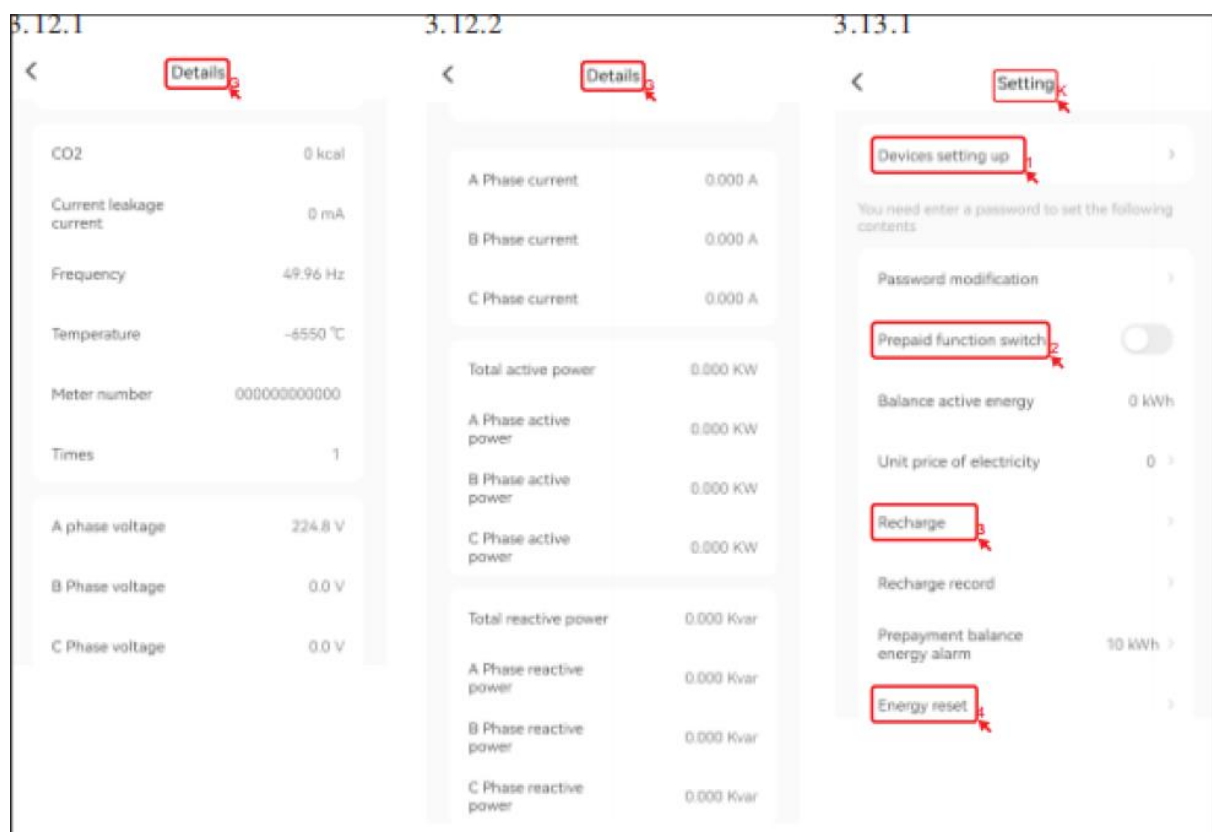 3.12.1
Details
G
CO2 0 kcal
Current leakage
current 0 mA
Frequency 49.96 Hz
Temperature -6550 ℃
Meter number 000000000000
Times 1
A phase voltage 224.8 V
B Phase voltage 0.0 V
C Phase voltage 0.0 V
3.12.2
Details
G
A Phase current 0.000 A
B Phase current 0.000 A
C Phase current 0.000 A
Total active power 0.000 KW
A Phase active
power 0.000 KW
B Phase active
power 0.000 KW
C Phase active
power 0.000 KW
Total reactive power 0.000 Kvar
A Phase reactive
power 0.000 Kvar
B Phase reactive
power 0.000 Kvar
C Phase reactive
power 0.000 Kvar
3.13.1
Setting
K
Devices setting up 1
You need enter a password to set the following
contents
Password modification
Prepaid function switch 2
Balance active energy 0 kWh
Unit price of electricity 0
Recharge 3
Recharge record
Prepayment balance
energy alarm 10 kWh
Energy reset 4